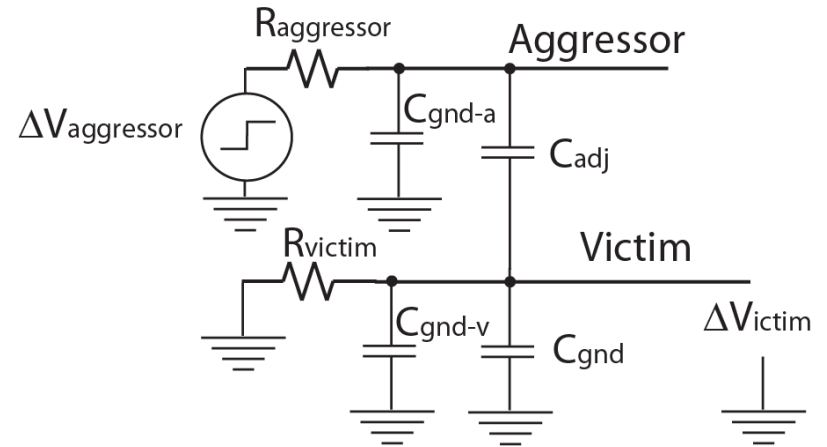 Raggressor
Aggressor
ΔVaggressor
Cgnd-a
Cadj
Rvictim
Victim
Cgnd-v
Cgnd
ΔVictim